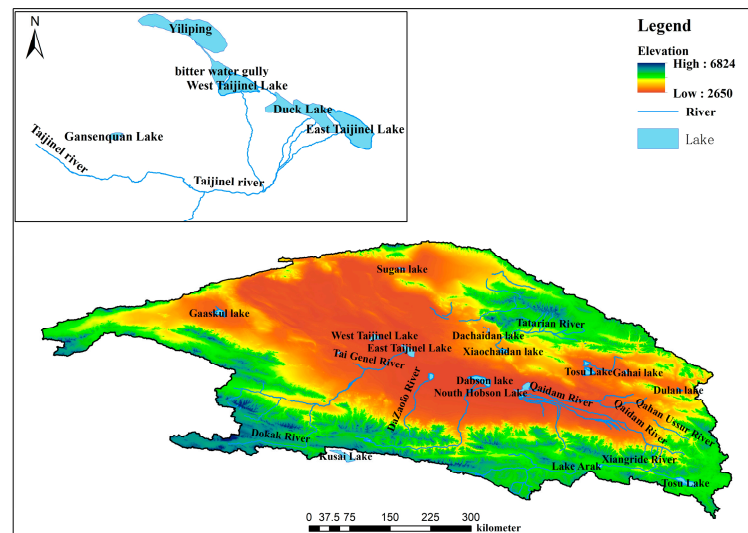 N
Yiliping
bitter water gully
West Taijinel Lake
Duck Lake
East Taijinel Lake
Gansenquan Lake
Taijinel river
Taijinel river
Legend
Elevation
High : 6824
Low : 2650
River
Lake
Sugan lake
Gaaskul lake
Tatarian River
West Taijinel Lake
Dachaidan lake
East Taijinel Lake
Xiaochaidan lake
Tai Genel River
Tosu Lake
Gahai lake
DaZaoho River
Dabson lake
Nouth Hobson Lake
Qaidam River
Dulan lake
Qaidam River
Qahan Ussur River
Dokak River
Kusai Lake
Xiangride River
Lake Arak
Tosu Lake
0 37.5 75 150 225 300
kilometer